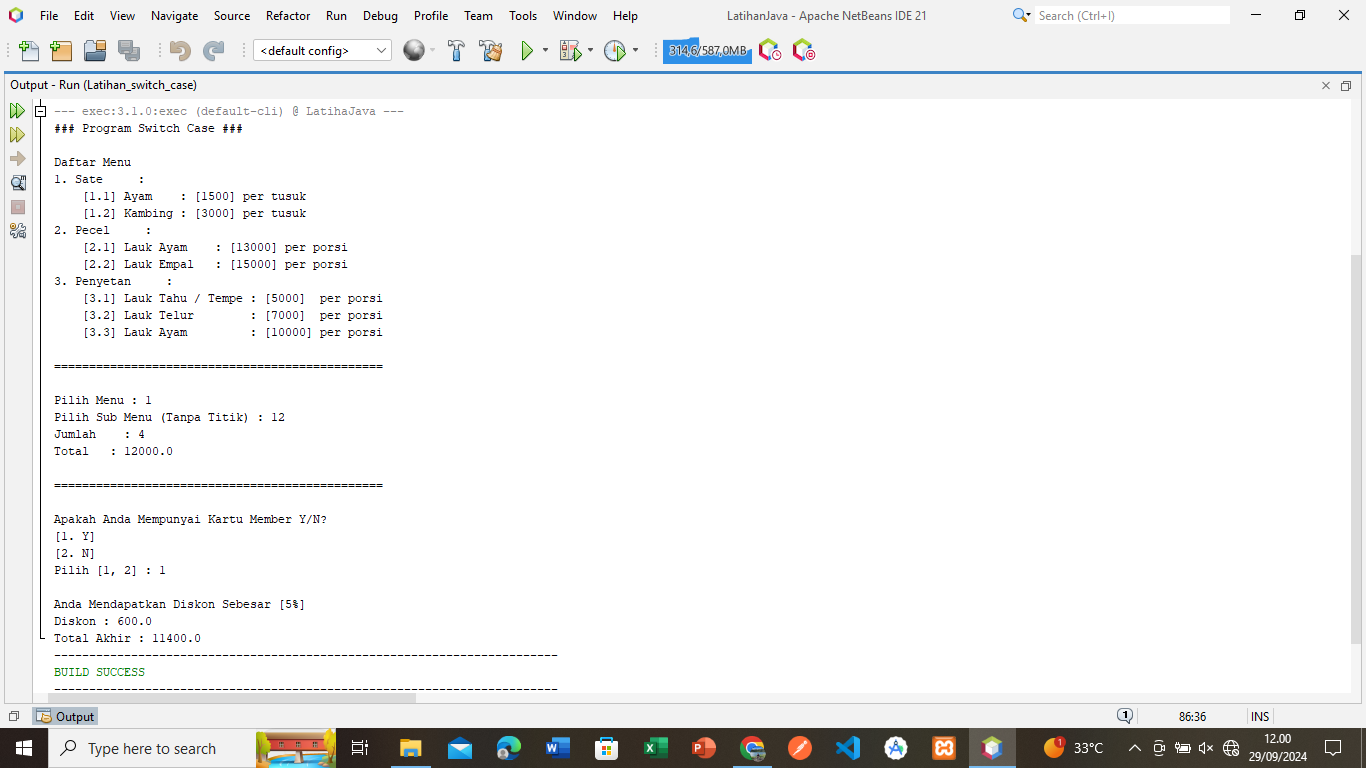 File Edit View Navigate Source Refactor Run Debug Profile Team Tools Window Help LatihanJava - Apache NetBeans IDE 21 Search (Ctrl+I)
<default config> 314,6/587,0MB
Output - Run (Latihan_switch_case)
--- exec:3.1.0:exec (default-cli) @ LatihaJava ---
### Program Switch Case ###
Daftar Menu
1. Sate     :
[1.1] Ayam    : [1500] per tusuk
[1.2] Kambing : [3000] per tusuk
2. Pecel     :
[2.1] Lauk Ayam    : [13000] per porsi
[2.2] Lauk Empal   : [15000] per porsi
3. Penyetan     :
[3.1] Lauk Tahu / Tempe : [5000]  per porsi
[3.2] Lauk Telur        : [7000]  per porsi
[3.3] Lauk Ayam         : [10000] per porsi
===============================================
Pilih Menu : 1
Pilih Sub Menu (Tanpa Titik) : 12
Jumlah    : 4
Total   : 12000.0
===============================================
Apakah Anda Mempunyai Kartu Member Y/N?
[1. Y]
[2. N]
Pilih [1, 2] : 1
Anda Mendapatkan Diskon Sebesar [5%]
Diskon : 600.0
Total Akhir : 11400.0
------------------------------------------------------------------------
BUILD SUCCESS
------------------------------------------------------------------------
Output 1 86:36 INS
Type here to search 1 33°C 12.00
29/09/2024